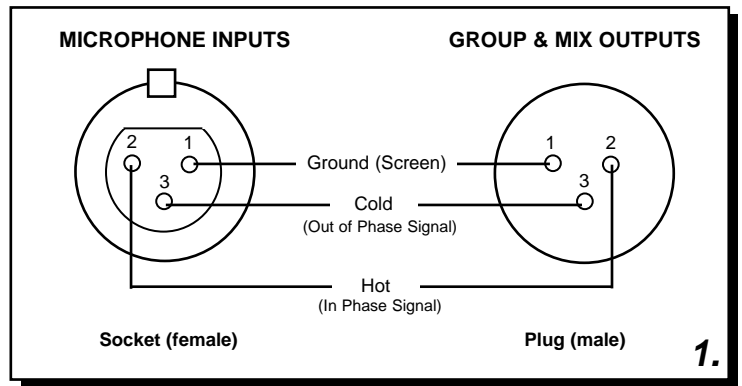 MICROPHONE INPUTS
GROUP & MIX OUTPUTS
2
1
3
Ground (Screen)
1
2
3
Cold
(Out of Phase Signal)
Hot
(In Phase Signal)
Socket (female)
Plug (male)
1.